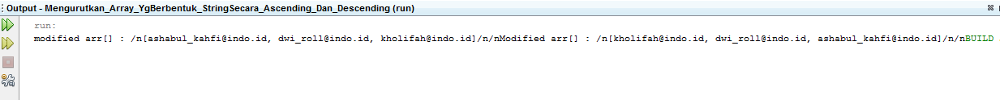 Output - Mengurutkan_Array_YgBerbentuk_StringSecara_Ascending_Dan_Descending (run)
run:
modified arr[] : /n[ashabul_kahfi@indo.id, dwi_roll@indo.id, kholifah@indo.id]/n/nModified arr[] : /n[kholifah@indo.id, dwi_roll@indo.id, ashabul_kahfi@indo.id]/n/nBUILD